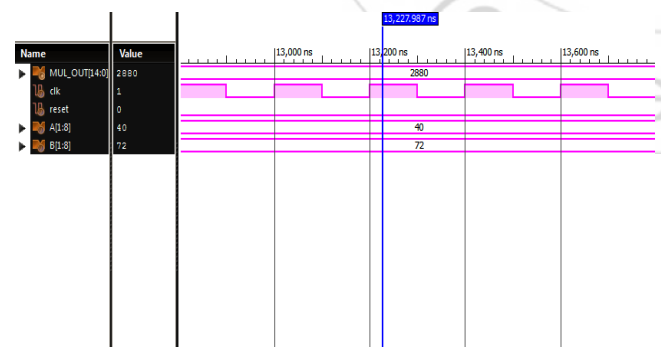 13,227.987 ns
Name Value 13,000 ns 13,200 ns 13,400 ns 13,600 ns
MUL_OUT[14:0] 2880 2880
clk 1
reset 0
A[1:8] 40 40
B[1:8] 72 72